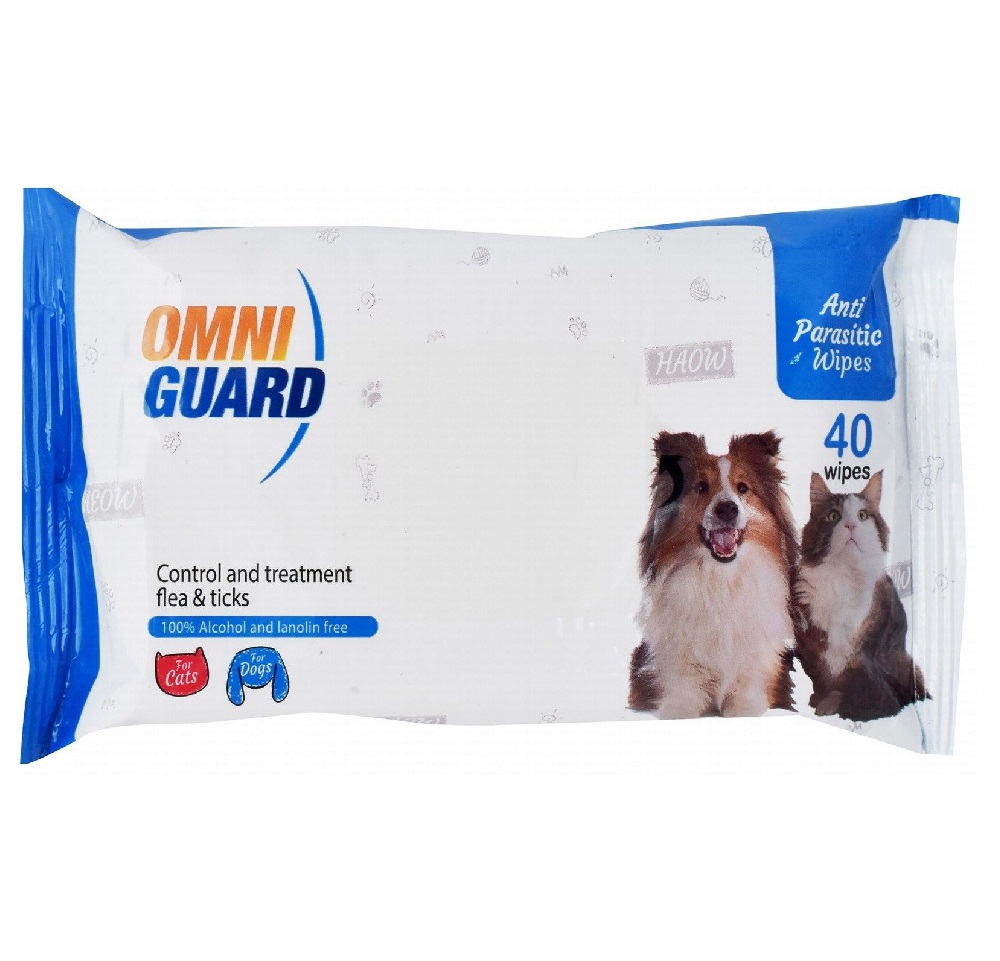 OMNI
GUARD
Anti
Parasitic
Wipes
40
wipes
HAOW
Control and treatment
flea & ticks
100% Alcohol and lanolin free
For
Cats
For
Dogs